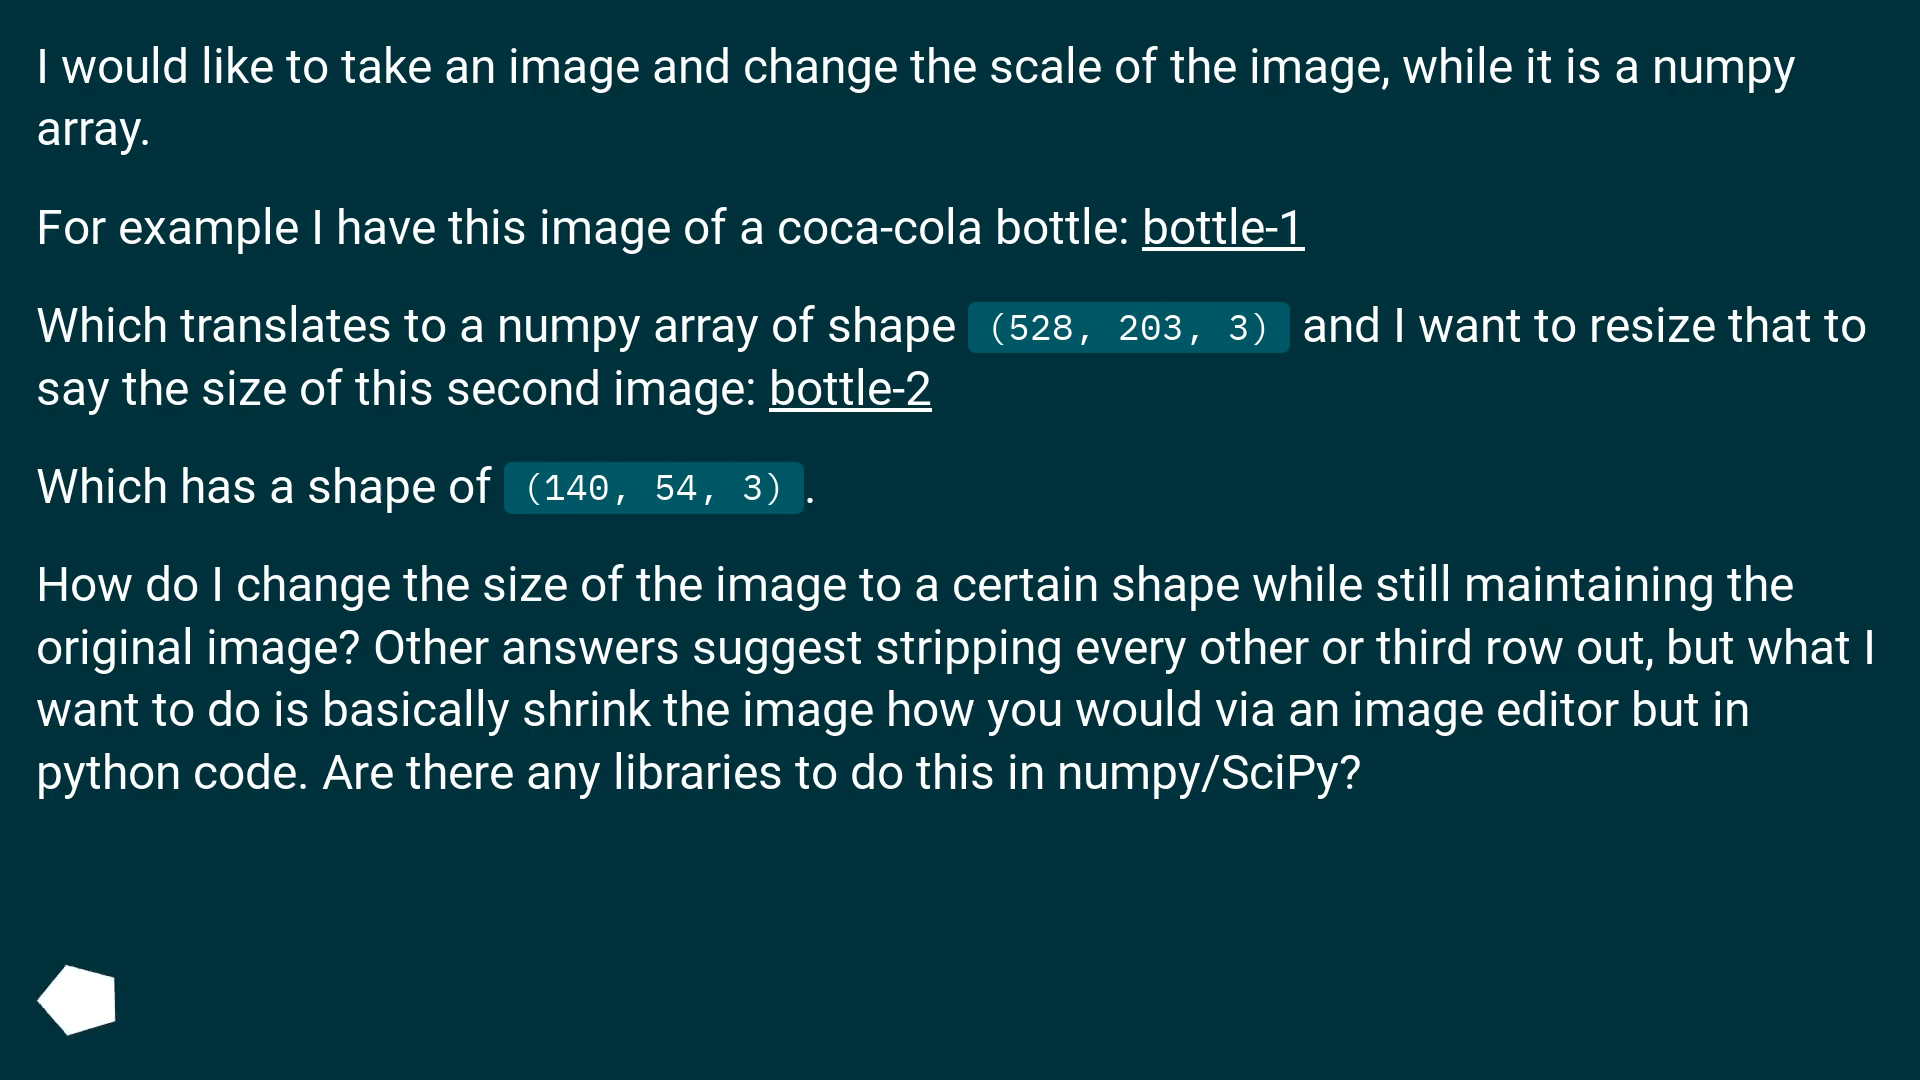 I would like to take an image and change the scale of the image, while it is a numpy
array.
For example I have this image of a coca-cola bottle: bottle-1
Which translates to a numpy array of shape (528, 203, 3) and I want to resize that to
say the size of this second image: bottle-2
Which has a shape of (140, 54, 3).
How do I change the size of the image to a certain shape while still maintaining the
original image? Other answers suggest stripping every other or third row out, but what I
want to do is basically shrink the image how you would via an image editor but in
python code. Are there any libraries to do this in numpy/SciPy?